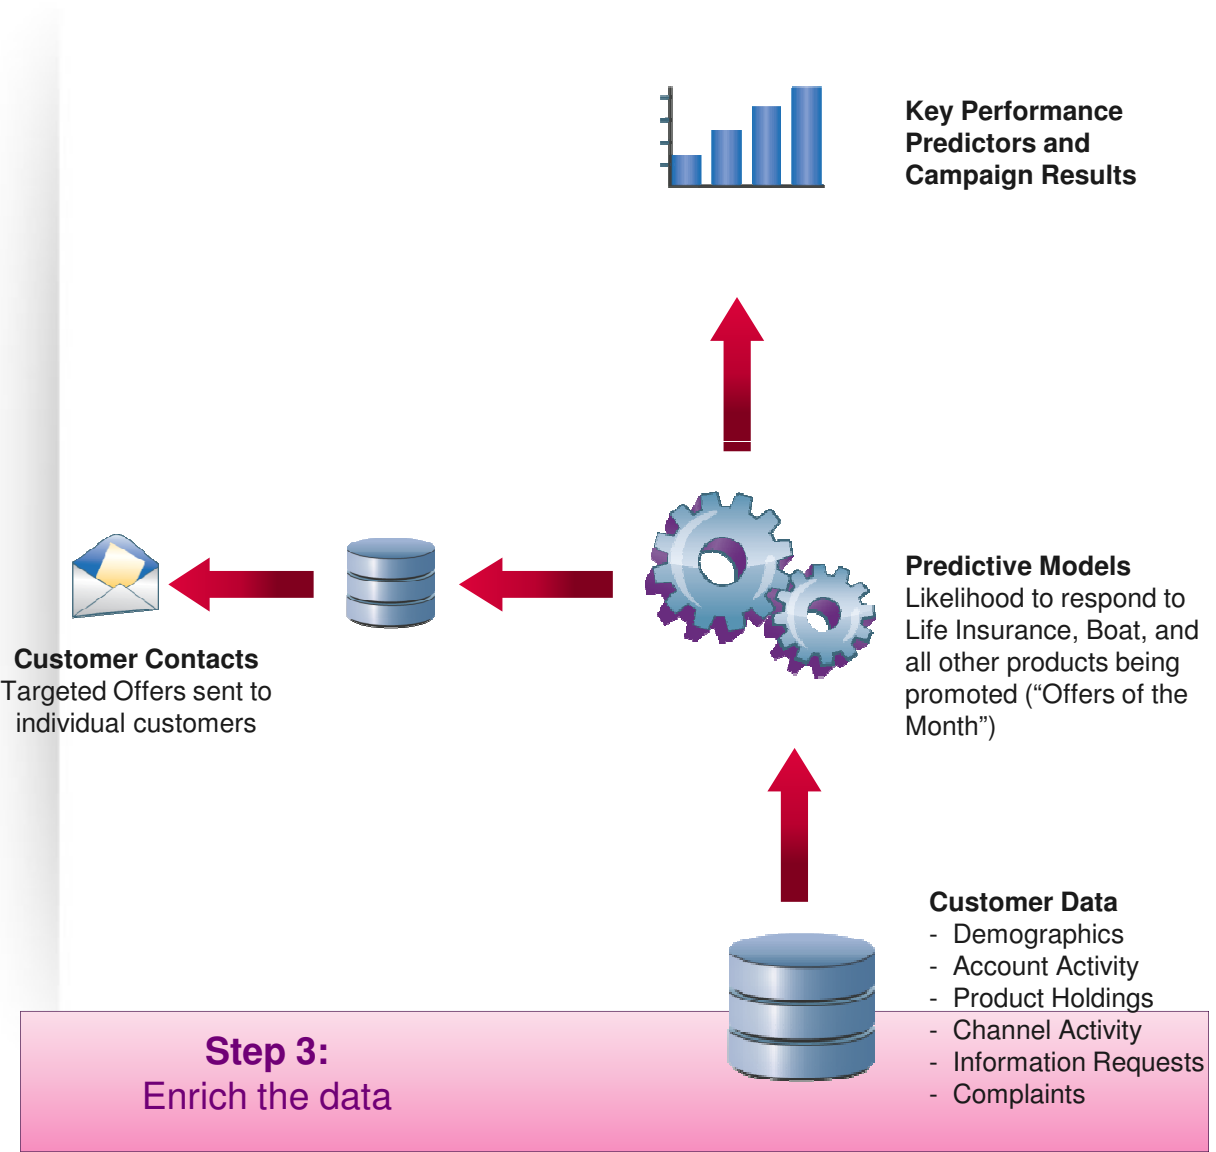 Key Performance
Predictors and
Campaign Results
Predictive Models
Likelihood to respond to
Life Insurance, Boat, and
all other products being
promoted (“Offers of the
Month”)
Customer Contacts
Targeted Offers sent to
individual customers
Customer Data
- Demographics
- Account Activity
- Product Holdings
- Channel Activity
- Information Requests
- Complaints
Step 3:
Enrich the data